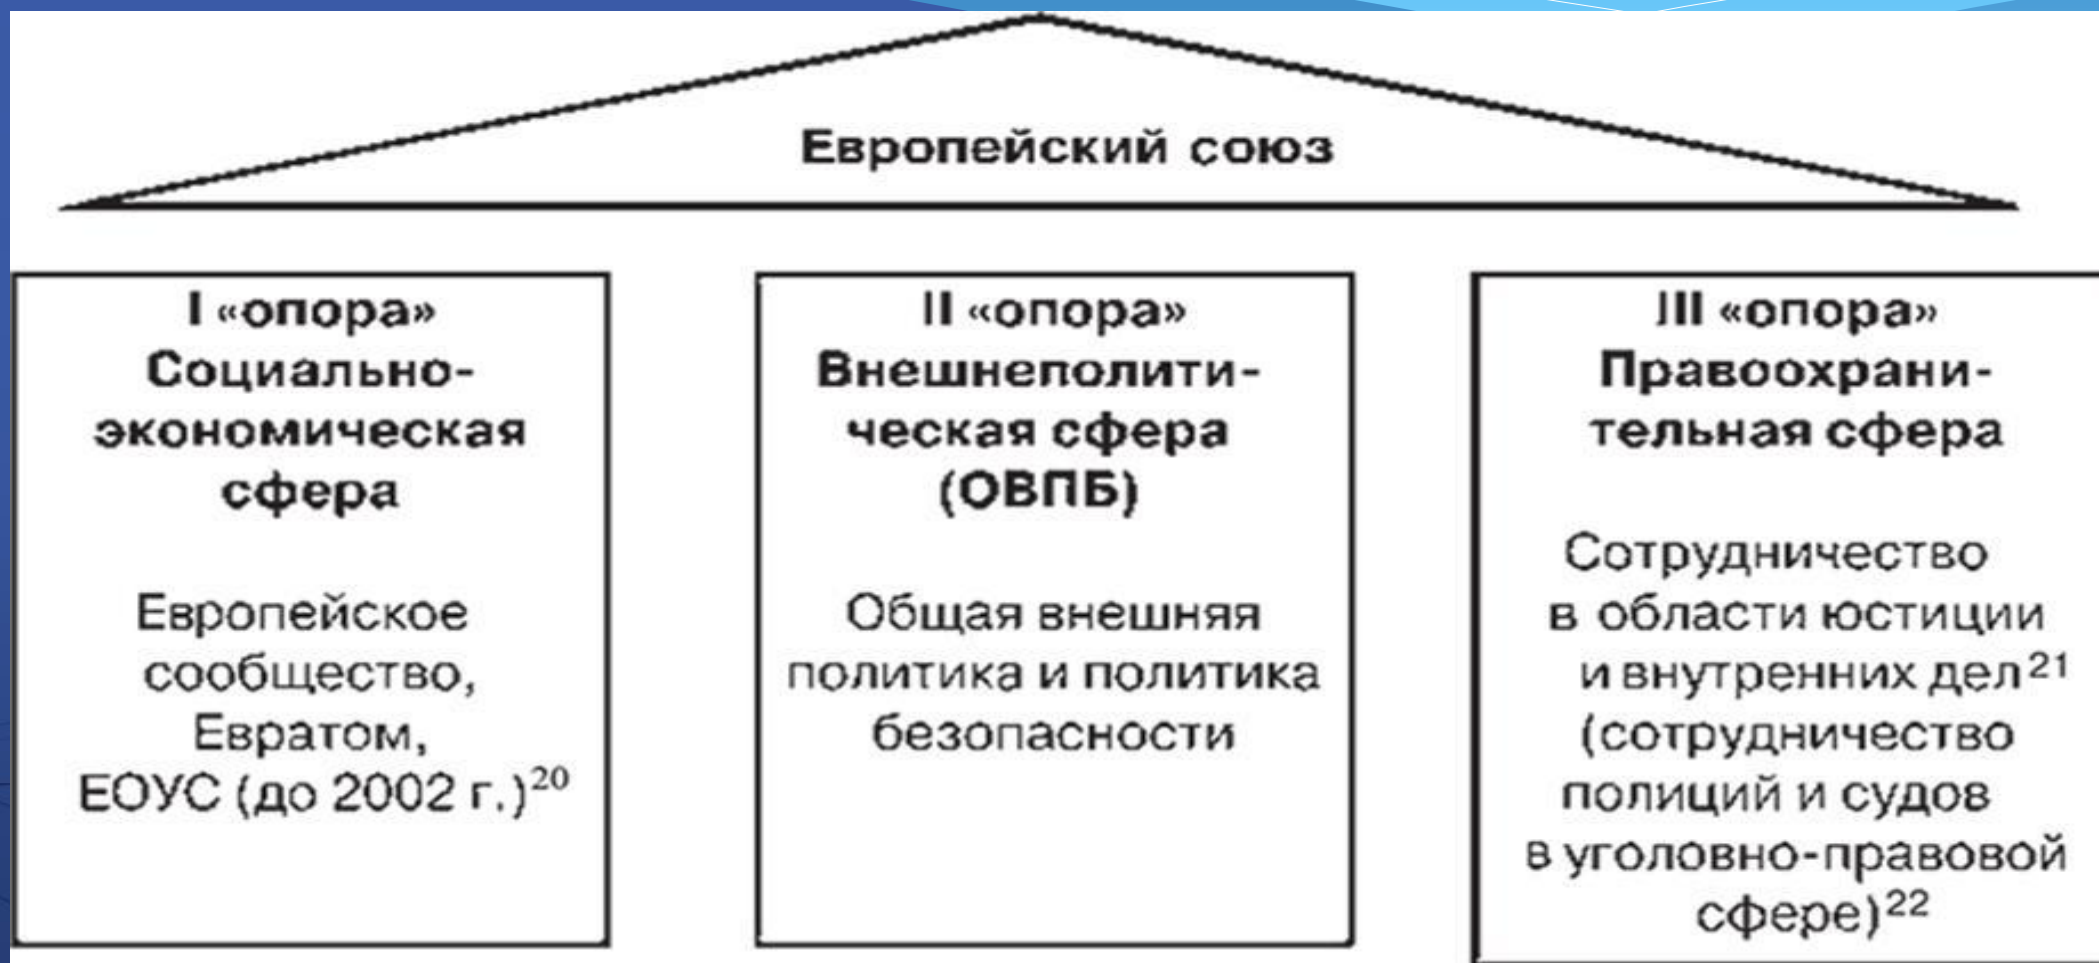 Европейский союз
I «опора»
Социально-
экономическая
сфера
Европейское
сообщество,
Евратом,
ЕОУС (до 2002 г.)²⁰
II «опора»
Внешнеполити-
ческая сфера
(ОВПБ)
Общая внешняя
политика и политика
безопасности
III «опора»
Правоохрани-
тельная сфера
Сотрудничество
в области юстиции
и внутренних дел²¹
(сотрудничество
полиций и судов
в уголовно-правовой
сфере)²²